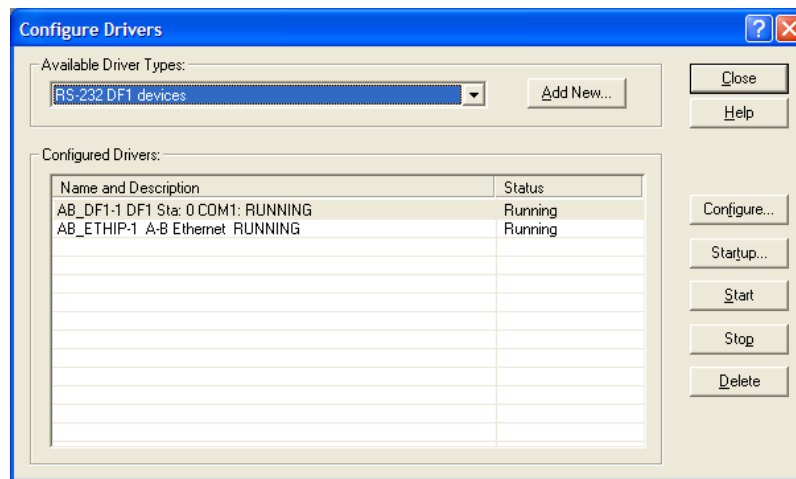 Configure Drivers
Available Driver Types:
RS-232 DF1 devices
Add New...
Close
Help
Configured Drivers:
Name and Description Status
AB_DF1-1 DF1 Sta: 0 COM1: RUNNING Running
AB_ETHIP-1 A-B Ethernet RUNNING Running
Configure...
Startup...
Start
Stop
Delete